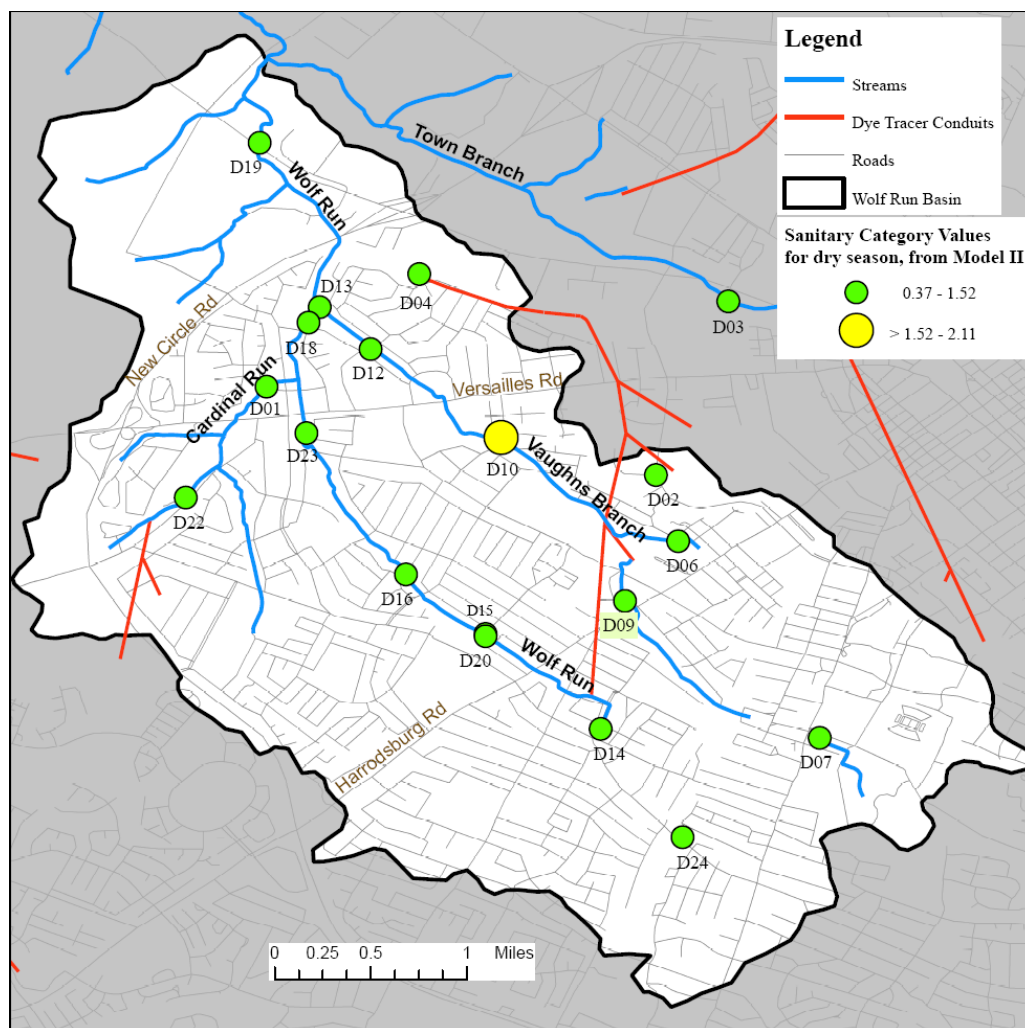 Legend
Streams
Dye Tracer Conduits
Roads
Wolf Run Basin
Sanitary Category Values
for dry season, from Model II
0.37 - 1.52
> 1.52 - 2.11
Town Branch
D19
Wolf Run
D04
D03
D13
D18
D12
New Circle Rd
Cardinal Run
D01
Versailles Rd
D23
D10
Vaughns Branch
D02
D22
D06
D16
D09
D15
D20
Wolf Run
Harrodsburg Rd
D14
D07
D24
0 0.25 0.5 1 Miles